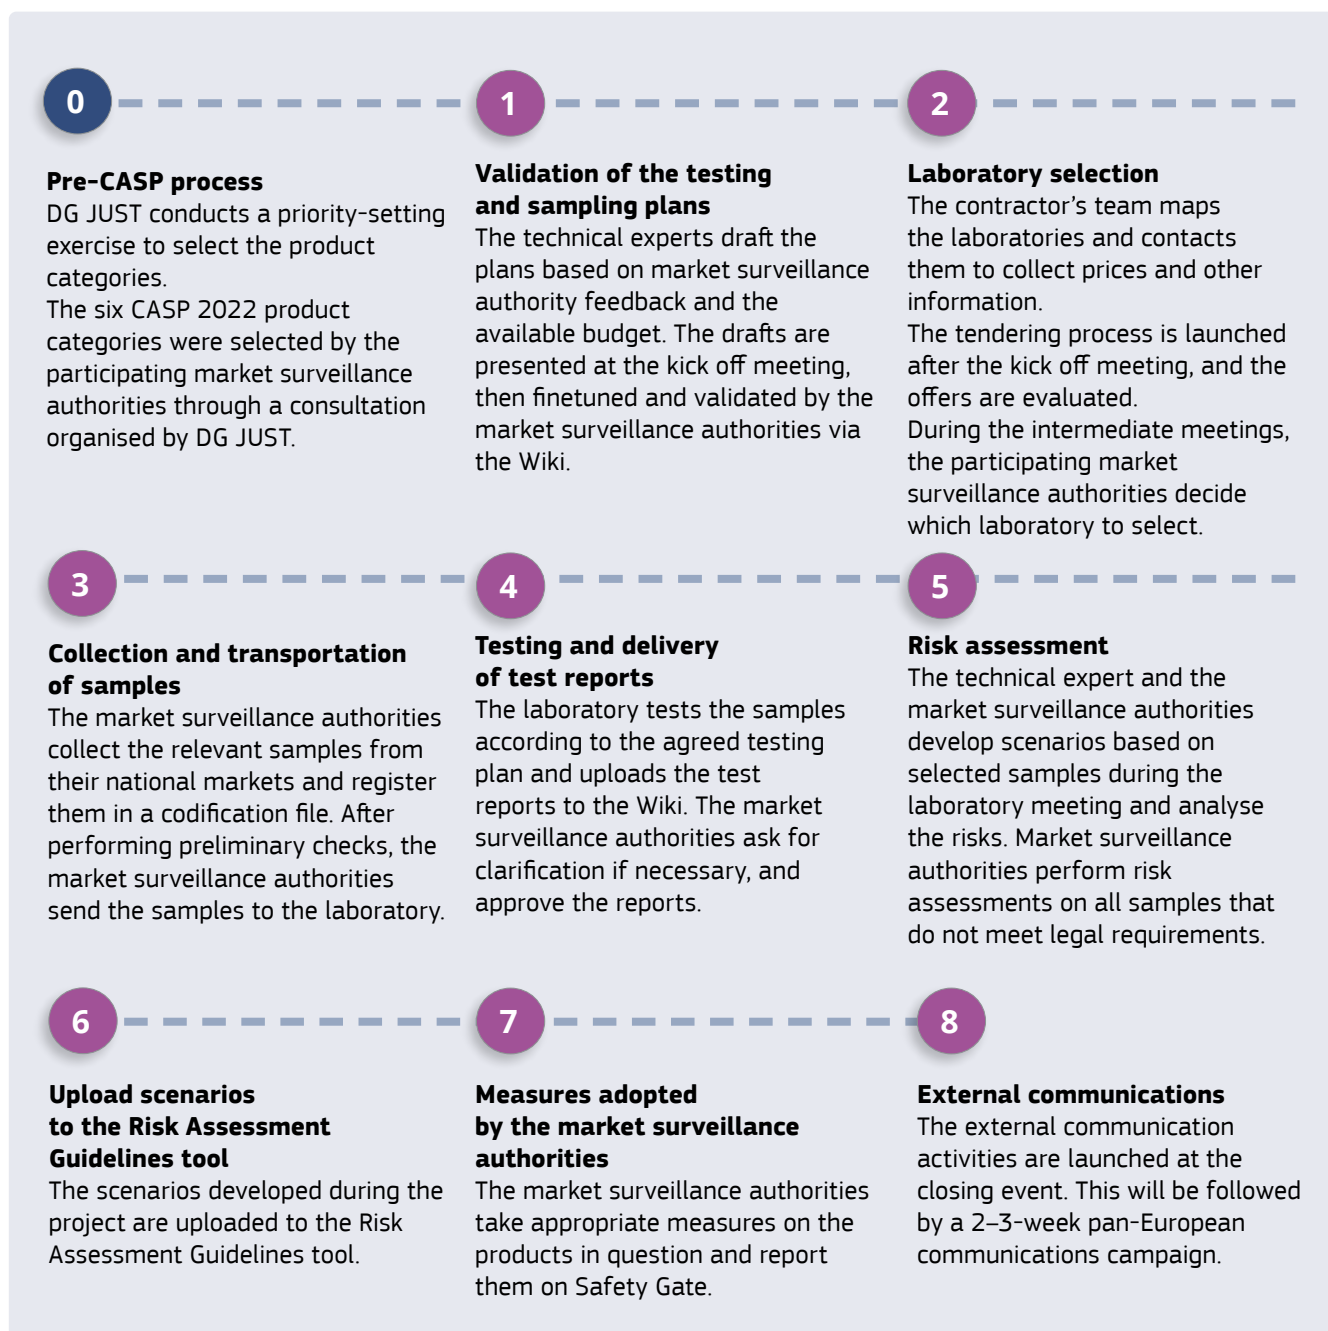 0
Pre-CASP process
DG JUST conducts a priority-setting
exercise to select the product
categories.
The six CASP 2022 product
categories were selected by the
participating market surveillance
authorities through a consultation
organised by DG JUST.
1
Validation of the testing
and sampling plans
The technical experts draft the
plans based on market surveillance
authority feedback and the
available budget. The drafts are
presented at the kick off meeting,
then finetuned and validated by the
market surveillance authorities via
the Wiki.
2
Laboratory selection
The contractor's team maps
the laboratories and contacts
them to collect prices and other
information.
The tendering process is launched
after the kick off meeting, and the
offers are evaluated.
During the intermediate meetings,
the participating market
surveillance authorities decide
which laboratory to select.
3
Collection and transportation
of samples
The market surveillance authorities
collect the relevant samples from
their national markets and register
them in a codification file. After
performing preliminary checks, the
market surveillance authorities
send the samples to the laboratory.
4
Testing and delivery
of test reports
The laboratory tests the samples
according to the agreed testing
plan and uploads the test
reports to the Wiki. The market
surveillance authorities ask for
clarification if necessary, and
approve the reports.
5
Risk assessment
The technical expert and the
market surveillance authorities
develop scenarios based on
selected samples during the
laboratory meeting and analyse
the risks. Market surveillance
authorities perform risk
assessments on all samples that
do not meet legal requirements.
6
Upload scenarios
to the Risk Assessment
Guidelines tool
The scenarios developed during the
project are uploaded to the Risk
Assessment Guidelines tool.
7
Measures adopted
by the market surveillance
authorities
The market surveillance authorities
take appropriate measures on the
products in question and report
them on Safety Gate.
8
External communications
The external communication
activities are launched at the
closing event. This will be followed
by a 2–3-week pan-European
communications campaign.